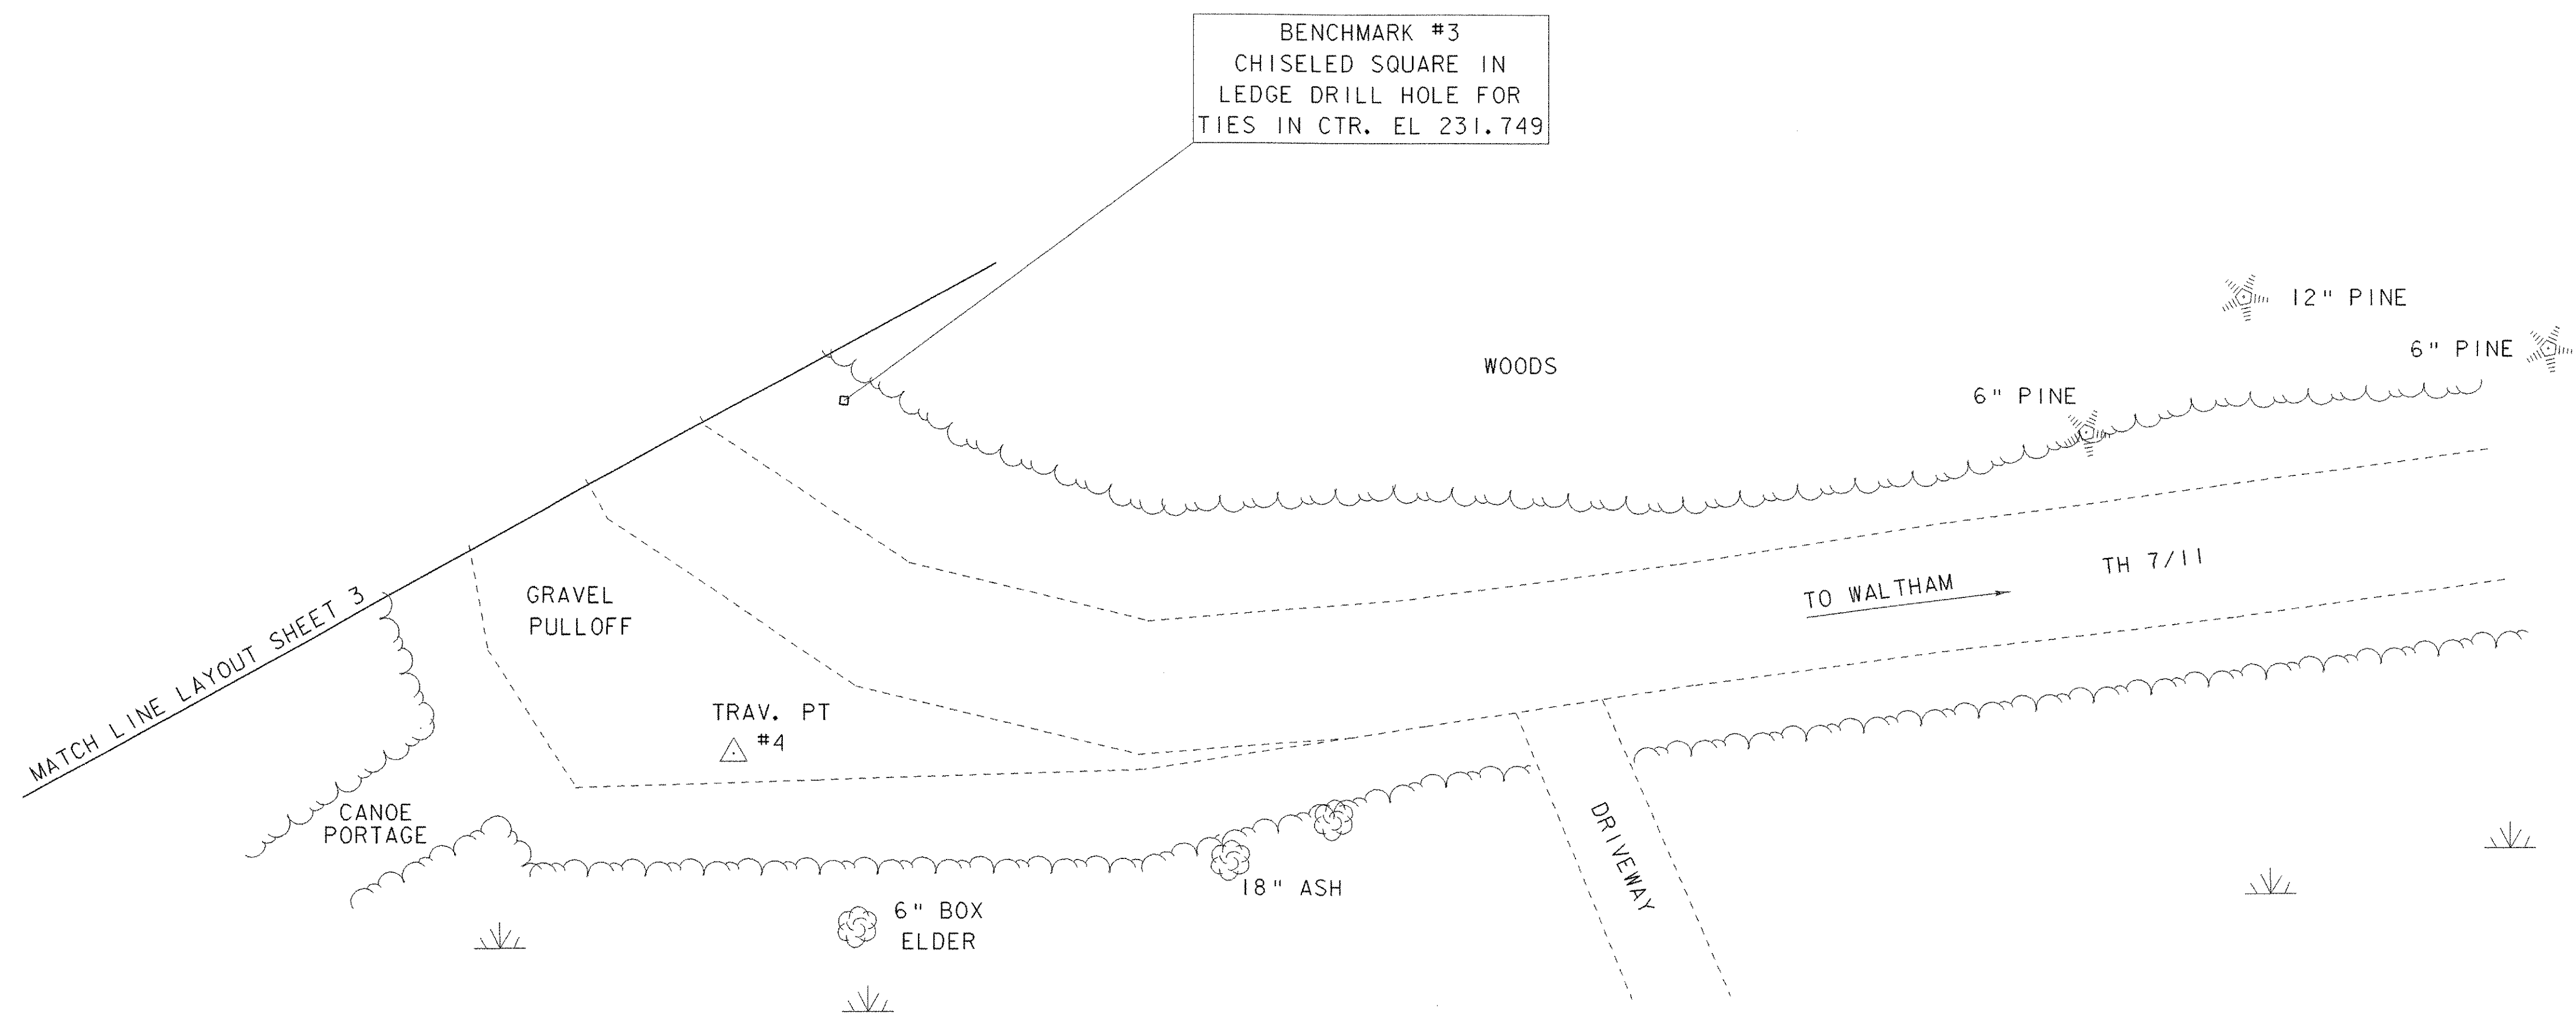 BENCHMARK #3
CHISELED SQUARE IN
LEDGE DRILL HOLE FOR
TIES IN CTR. EL 231.749
12" PINE
6" PINE
WOODS
6" PINE
TH 7/11
TO WALTHAM
GRAVEL
PULLOFF
MATCH LINE LAYOUT SHEET 3
TRAV. PT
#4
CANOE
PORTAGE
DRIVEWAY
18" ASH
6" BOX
ELDER